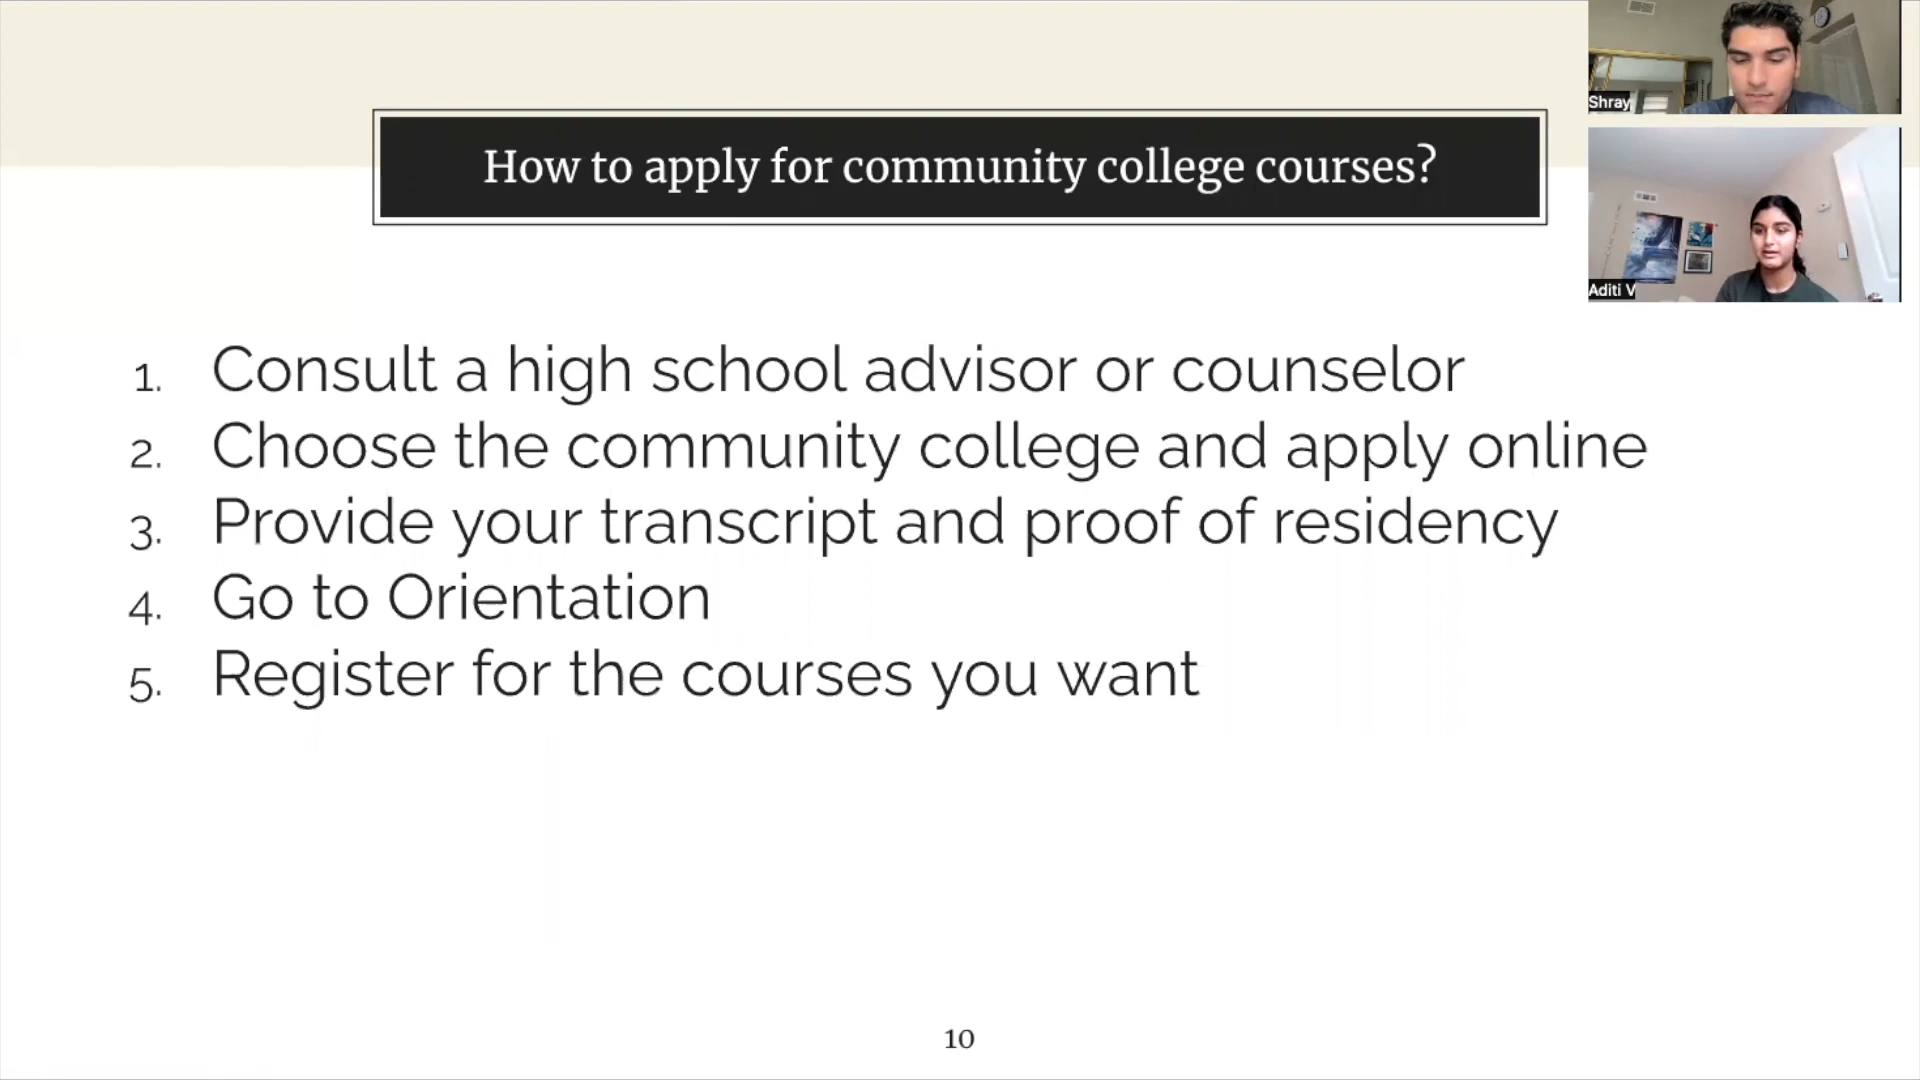 How to apply for community college courses?
Shray
Aditi V
1. Consult a high school advisor or counselor
2. Choose the community college and apply online
3. Provide your transcript and proof of residency
4. Go to Orientation
5. Register for the courses you want
10